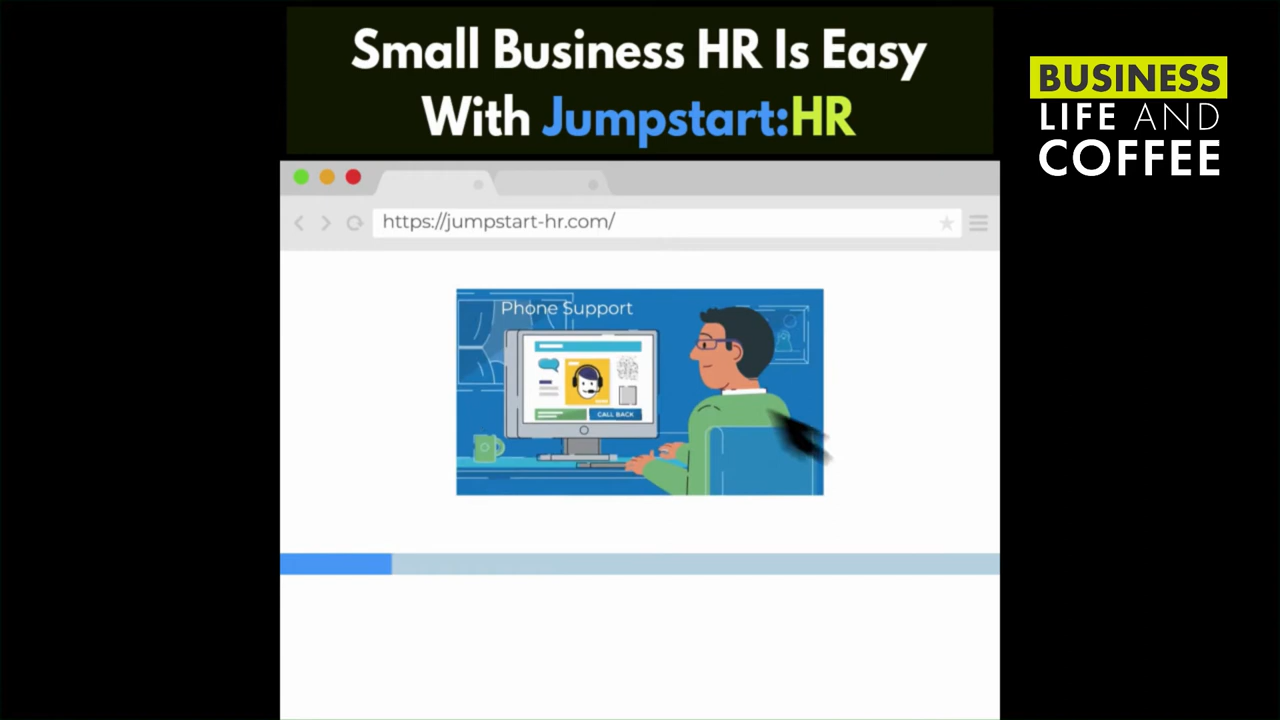 Small Business HR Is Easy
With Jumpstart:HR
BUSINESS
LIFE AND
COFFEE
https://jumpstart-hr.com/
Phone Support
CALL BACK